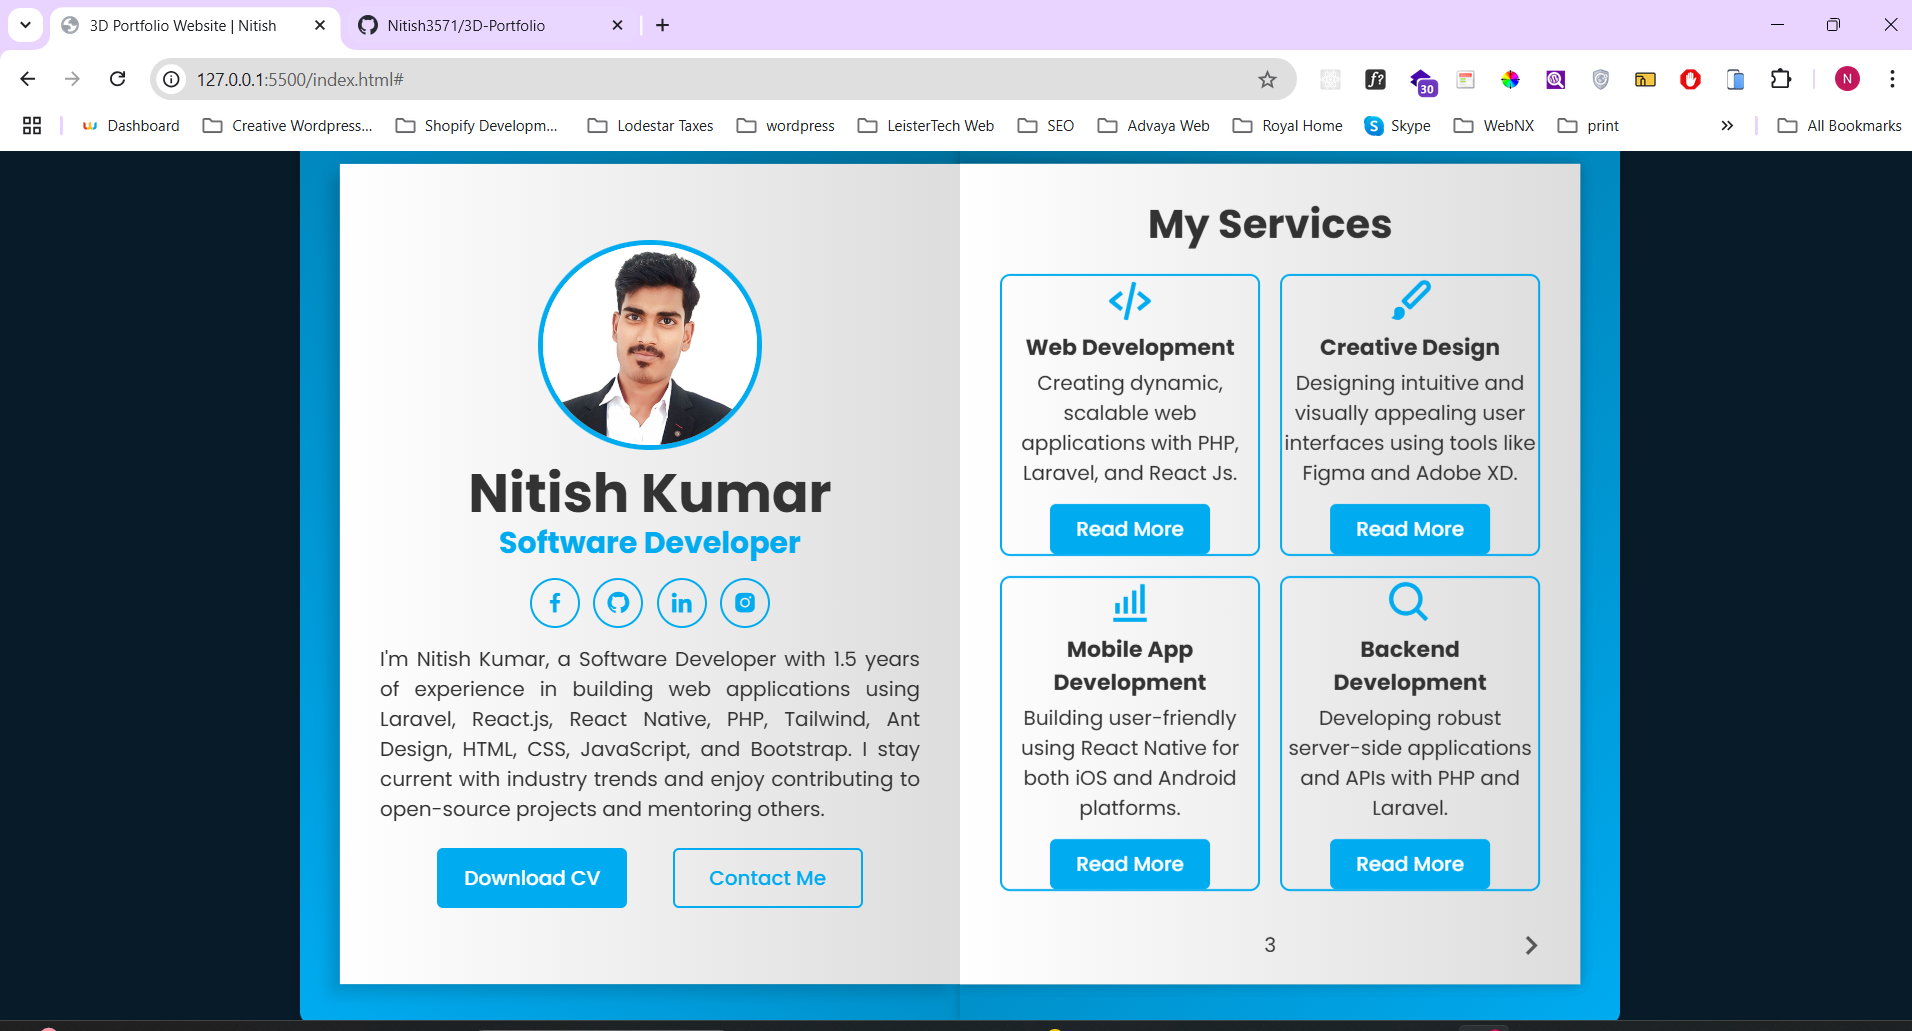 3D Portfolio Website | Nitish
Nitish3571/3D-Portfolio
127.0.0.1:5500/index.html#
f?
30
N
Dashboard
Creative Wordpress...
Shopify Developm...
Lodestar Taxes
wordpress
LeisterTech Web
SEO
Advaya Web
Royal Home
Skype
WebNX
print
All Bookmarks
Nitish Kumar
Software Developer
I'm Nitish Kumar, a Software Developer with 1.5 years
of experience in building web applications using
Laravel, React.js, React Native, PHP, Tailwind, Ant
Design, HTML, CSS, JavaScript, and Bootstrap. I stay
current with industry trends and enjoy contributing to
open-source projects and mentoring others.
Download CV
Contact Me
My Services
Web Development
Creating dynamic,
scalable web
applications with PHP,
Laravel, and React Js.
Read More
Creative Design
Designing intuitive and
visually appealing user
interfaces using tools like
Figma and Adobe XD.
Read More
Mobile App
Development
Building user-friendly
using React Native for
both iOS and Android
platforms.
Read More
Backend
Development
Developing robust
server-side applications
and APIs with PHP and
Laravel.
Read More
3